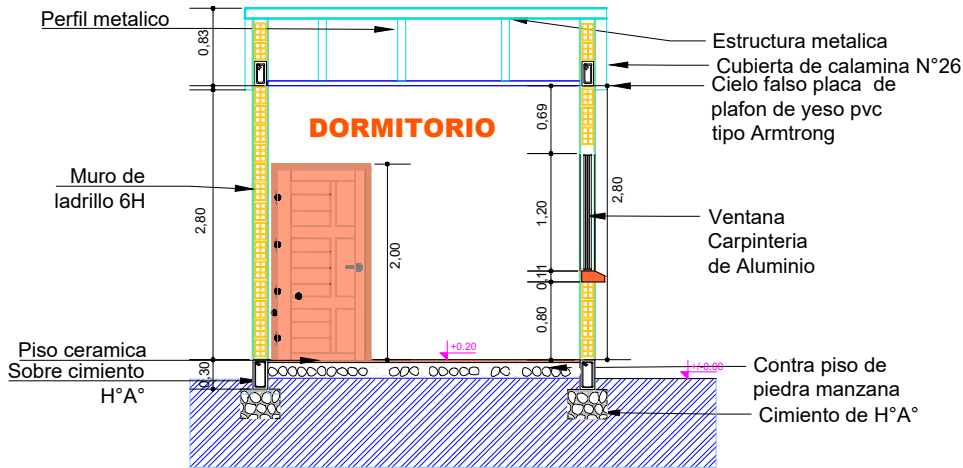 Perfil metalico
0,83
Estructura metalica
Cubierta de calamina N°26
Cielo falso placa de
plafon de yeso pvc
tipo Armtrong
0,69
DORMITORIO
Muro de
ladrillo 6H
2,80
2,00
1,20
2,80
Ventana
Carpinteria
de Aluminio
0,11
0,80
Piso ceramica
+0.20
Sobre cimiento
H°A°
0,30
+/-0.00
Contra piso de
piedra manzana
Cimiento de H°A°